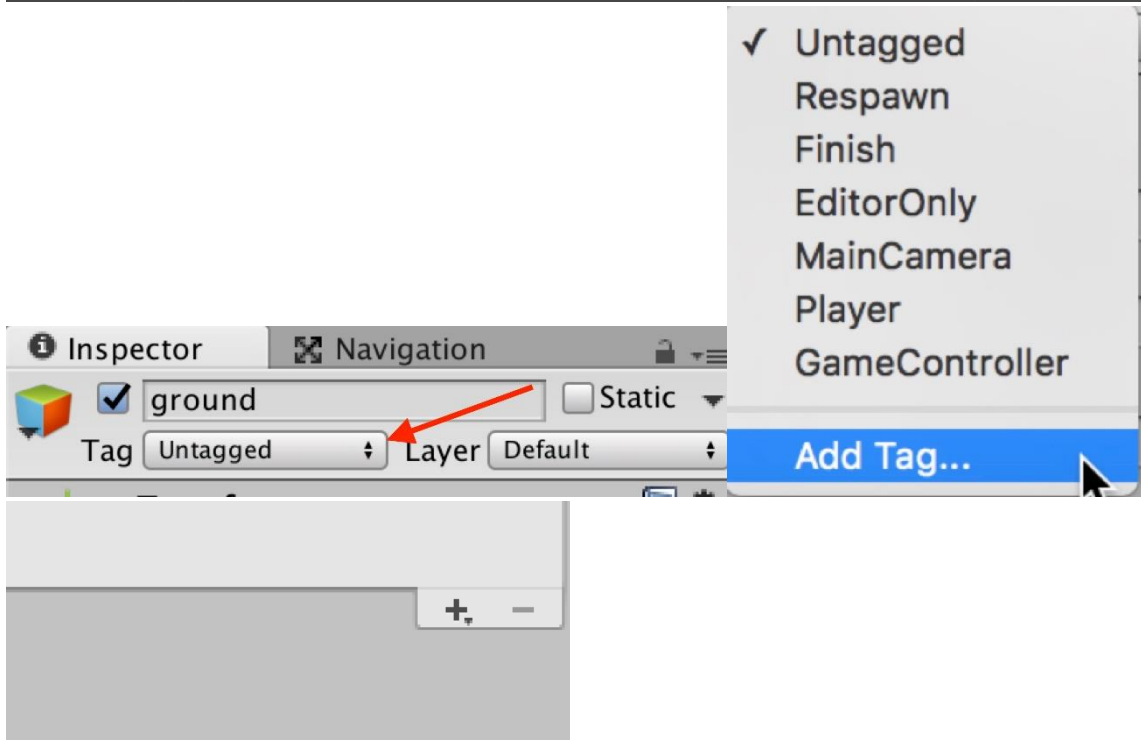 Untagged
Respawn
Finish
EditorOnly
MainCamera
Player
GameController
Add Tag...
Inspector
Navigation
ground
Static
Tag Untagged Layer Default